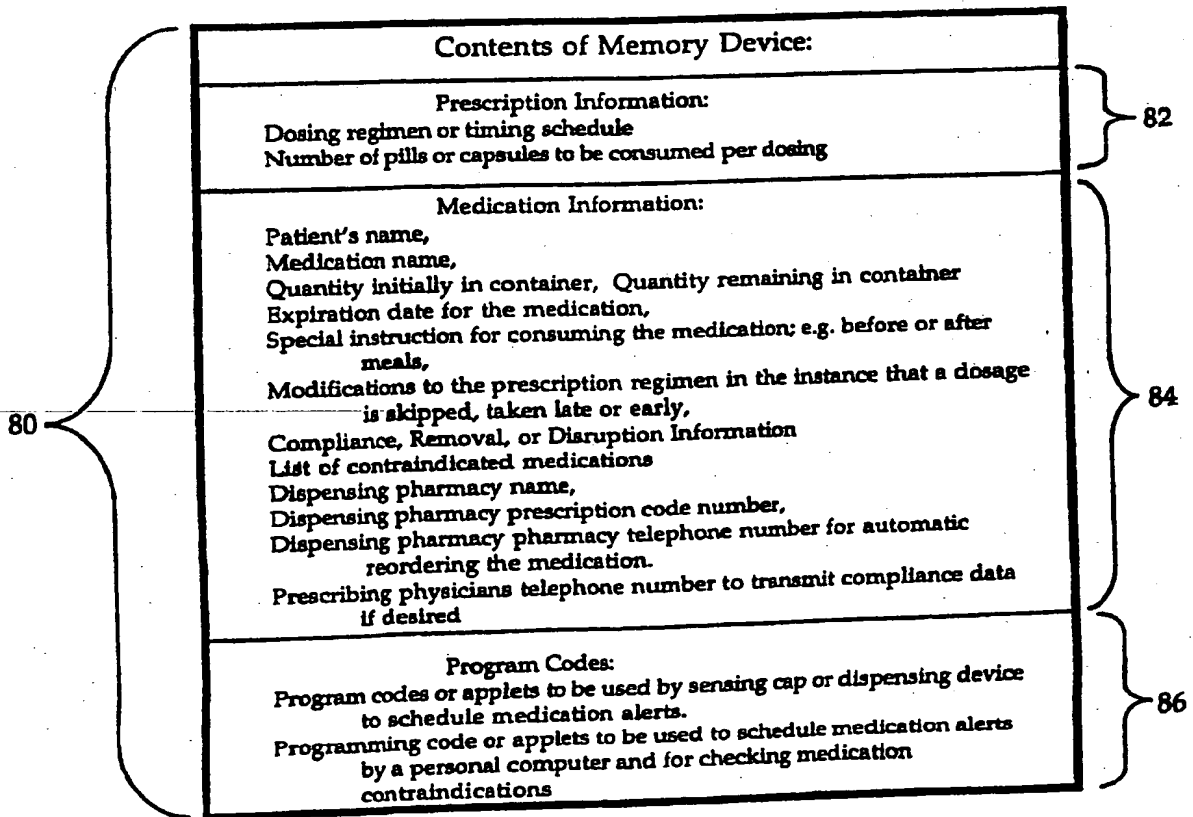 Contents of Memory Device:
Prescription Information:
Dosing regimen or timing schedule
Number of pills or capsules to be consumed per dosing
82
Medication Information:
Patient's name,
Medication name,
Quantity initially in container, Quantity remaining in container
Expiration date for the medication,
Special instruction for consuming the medication; e.g. before or after
meals,
Modifications to the prescription regimen in the instance that a dosage
is skipped, taken late or early,
80
84
Compliance, Removal, or Disruption Information
List of contraindicated medications
Dispensing pharmacy name,
Dispensing pharmacy prescription code number,
Dispensing pharmacy pharmacy telephone number for automatic
reordering the medication.
Prescribing physicians telephone number to transmit compliance data
if desired
Program Codes:
Program codes or applets to be used by sensing cap or dispensing device
to schedule medication alerts.
86
Programming code or applets to be used to schedule medication alerts
by a personal computer and for checking medication
contraindications